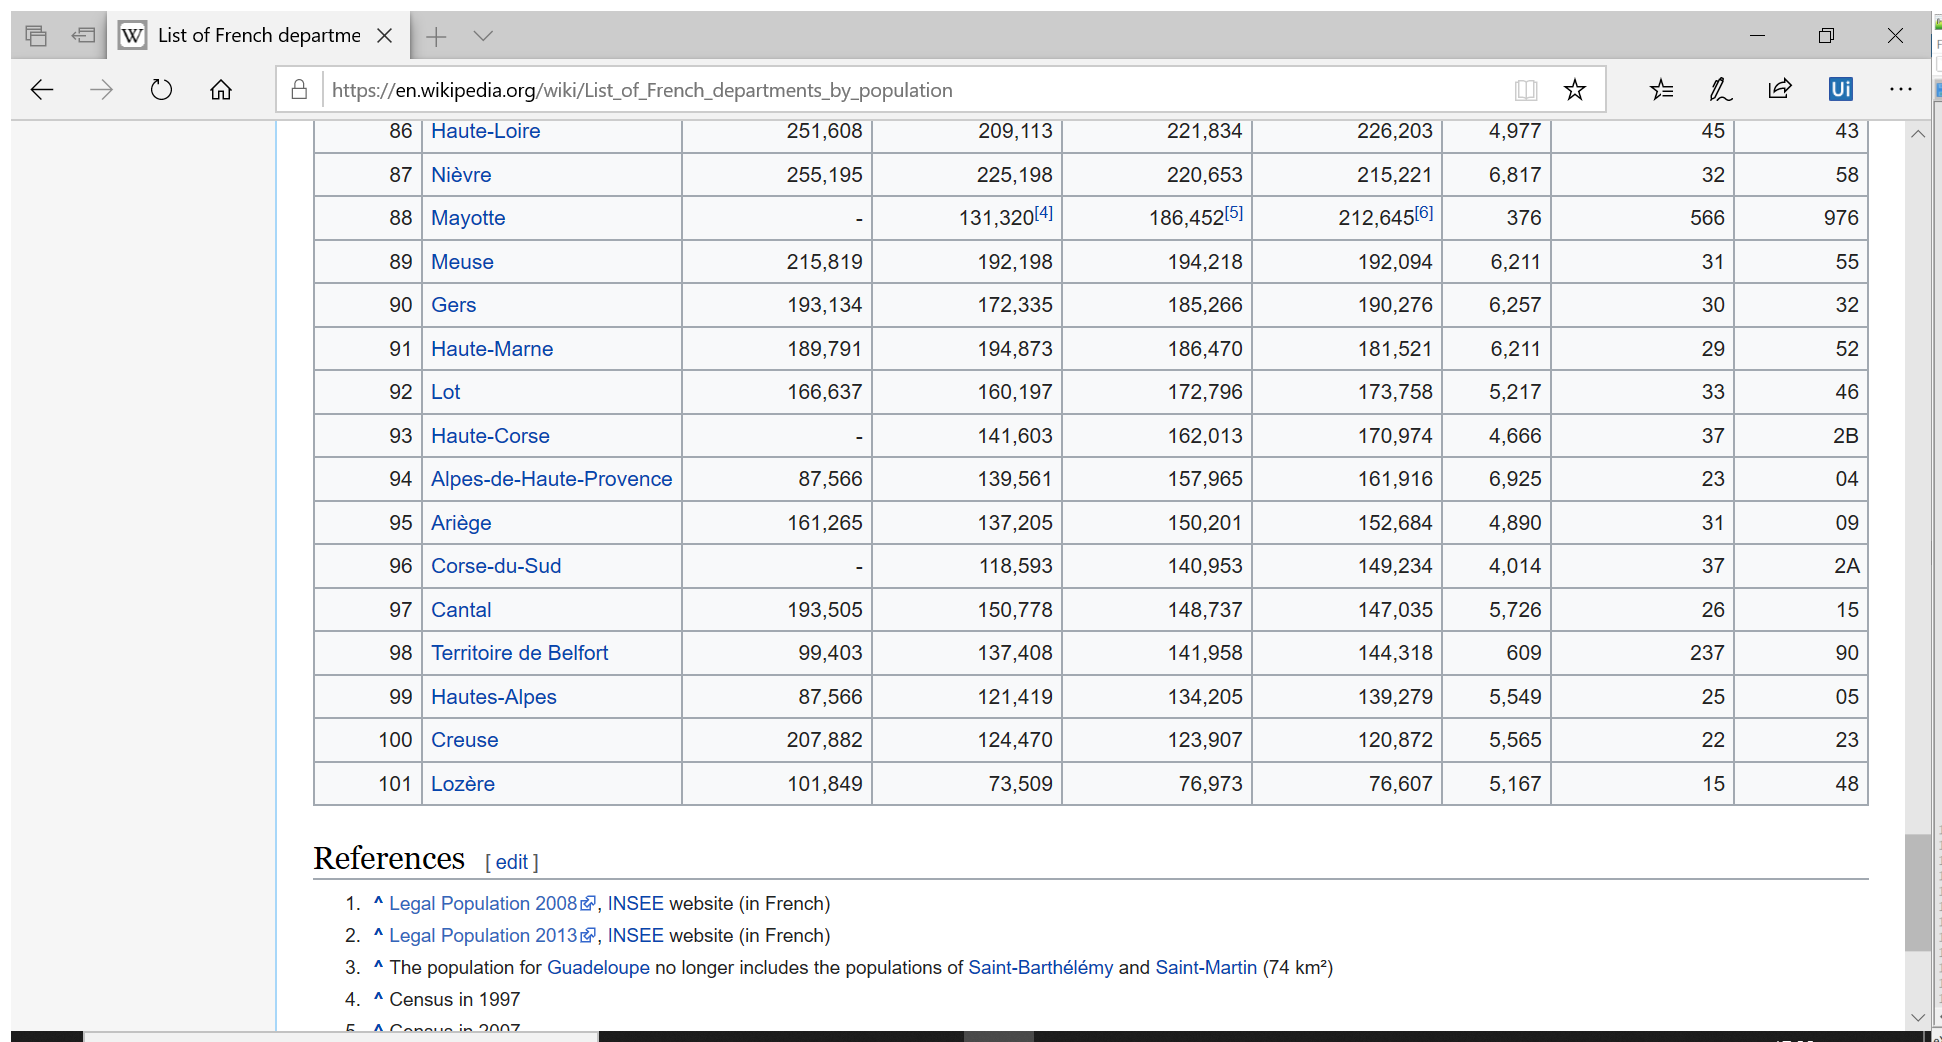 List of French departme
https://en.wikipedia.org/wiki/List_of_French_departments_by_population
Ui
86 Haute-Loire 251,608 209,113 221,834 226,203 4,977 45 43
87 Nièvre 255,195 225,198 220,653 215,221 6,817 32 58
88 Mayotte - 131,320[4] 186,452[5] 212,645[6] 376 566 976
89 Meuse 215,819 192,198 194,218 192,094 6,211 31 55
90 Gers 193,134 172,335 185,266 190,276 6,257 30 32
91 Haute-Marne 189,791 194,873 186,470 181,521 6,211 29 52
92 Lot 166,637 160,197 172,796 173,758 5,217 33 46
93 Haute-Corse - 141,603 162,013 170,974 4,666 37 2B
94 Alpes-de-Haute-Provence 87,566 139,561 157,965 161,916 6,925 23 04
95 Ariège 161,265 137,205 150,201 152,684 4,890 31 09
96 Corse-du-Sud - 118,593 140,953 149,234 4,014 37 2A
97 Cantal 193,505 150,778 148,737 147,035 5,726 26 15
98 Territoire de Belfort 99,403 137,408 141,958 144,318 609 237 90
99 Hautes-Alpes 87,566 121,419 134,205 139,279 5,549 25 05
100 Creuse 207,882 124,470 123,907 120,872 5,565 22 23
101 Lozère 101,849 73,509 76,973 76,607 5,167 15 48
References [ edit ]
1. ^ Legal Population 2008, INSEE website (in French)
2. ^ Legal Population 2013, INSEE website (in French)
3. ^ The population for Guadeloupe no longer includes the populations of Saint-Barthélémy and Saint-Martin (74 km²)
4. ^ Census in 1997
5. ^ Census in 2007